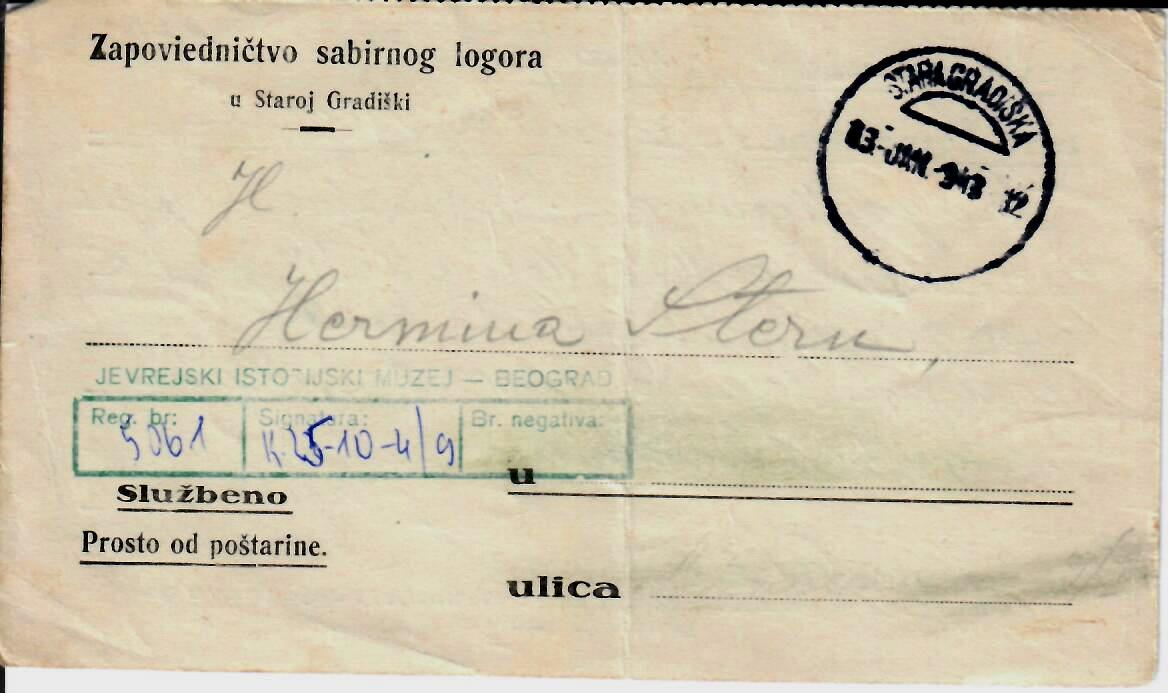 Zapoviedničtvo sabirnog logora
u Staroj Gradiški
STARA GRADIŠKA
JAN. 943 12
H.
Hermina Stern,
JEVREJSKI ISTORIJSKI MUZEJ — BEOGRAD
Reg. br: 5061 Signatura: K.25-10-4/9 Br. negativa:
u
Službeno
Prosto od poštarine.
ulica